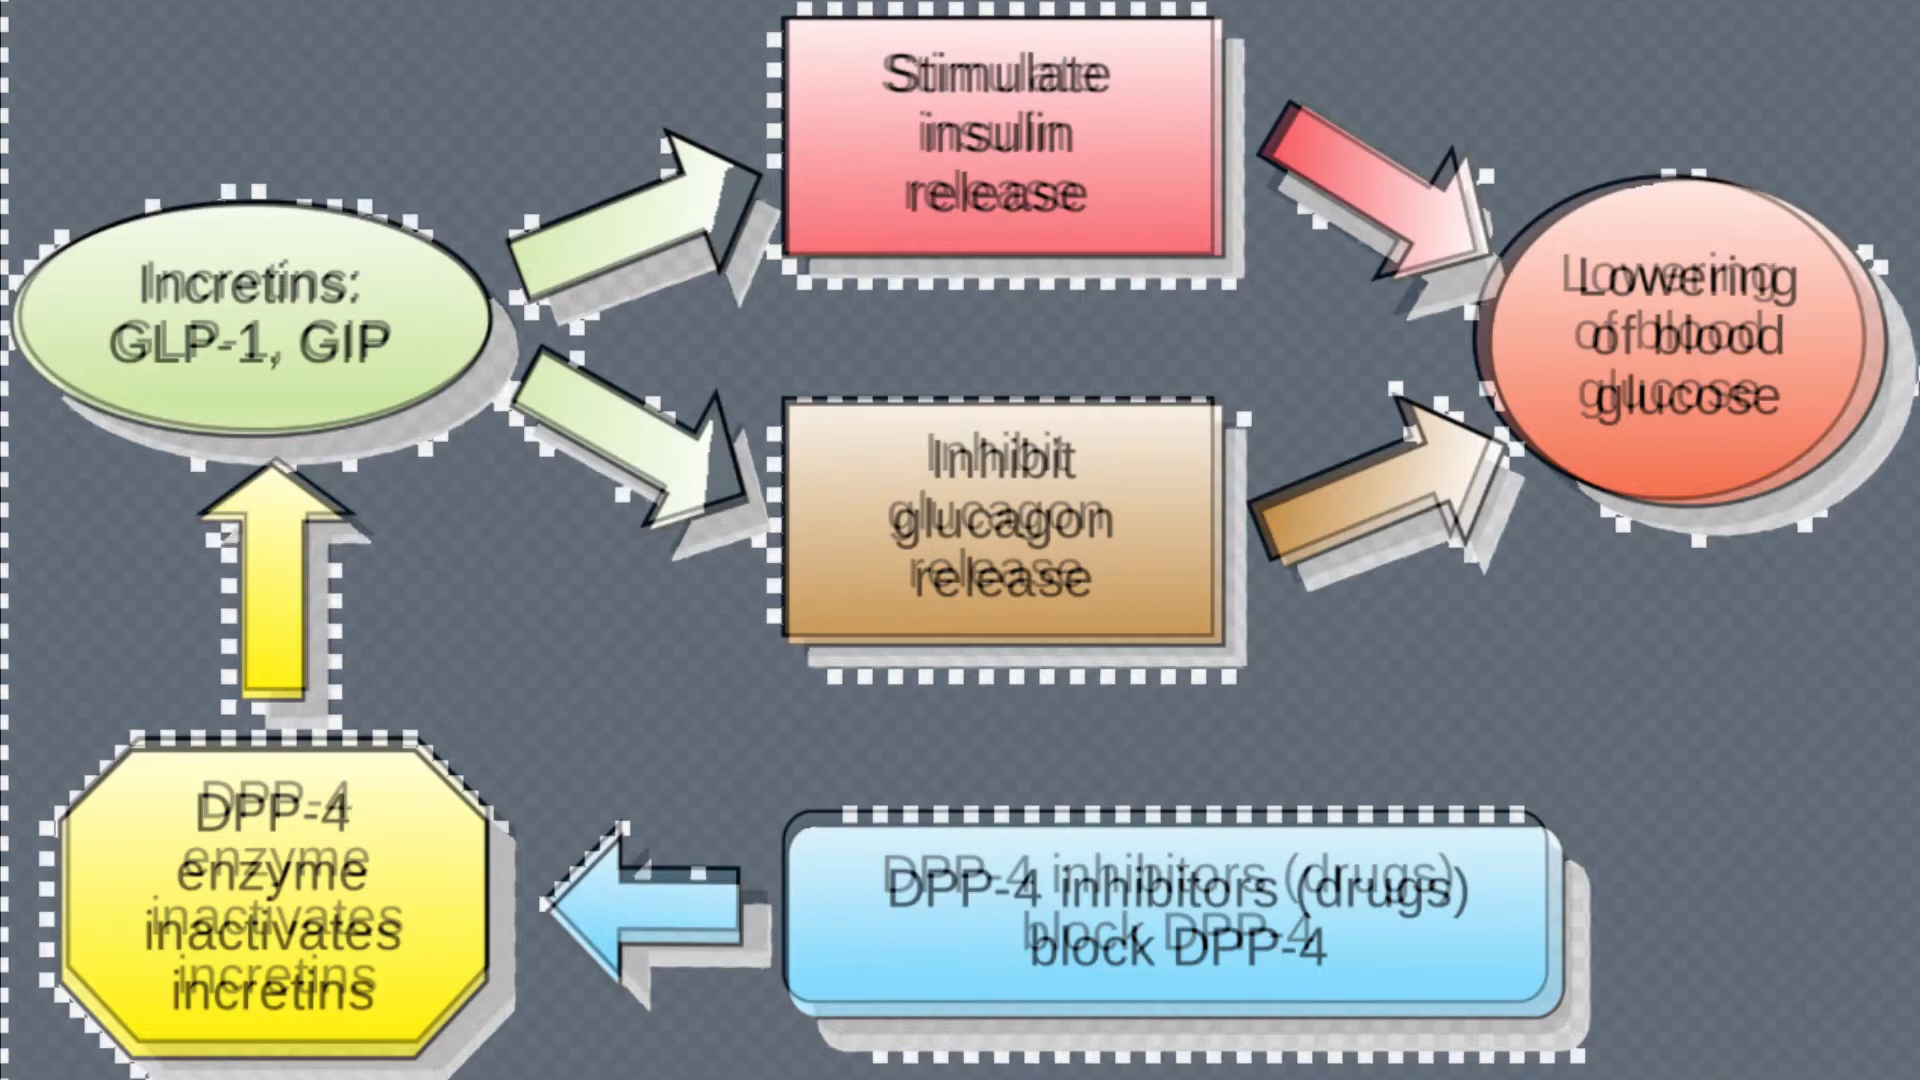 Stimulate
insulin
release
Incretins:
GLP-1, GIP
Lowering
of blood
glucose
Inhibit
glucagon
release
DPP-4
enzyme
inactivates
incretins
DPP-4 inhibitors (drugs)
block DPP-4